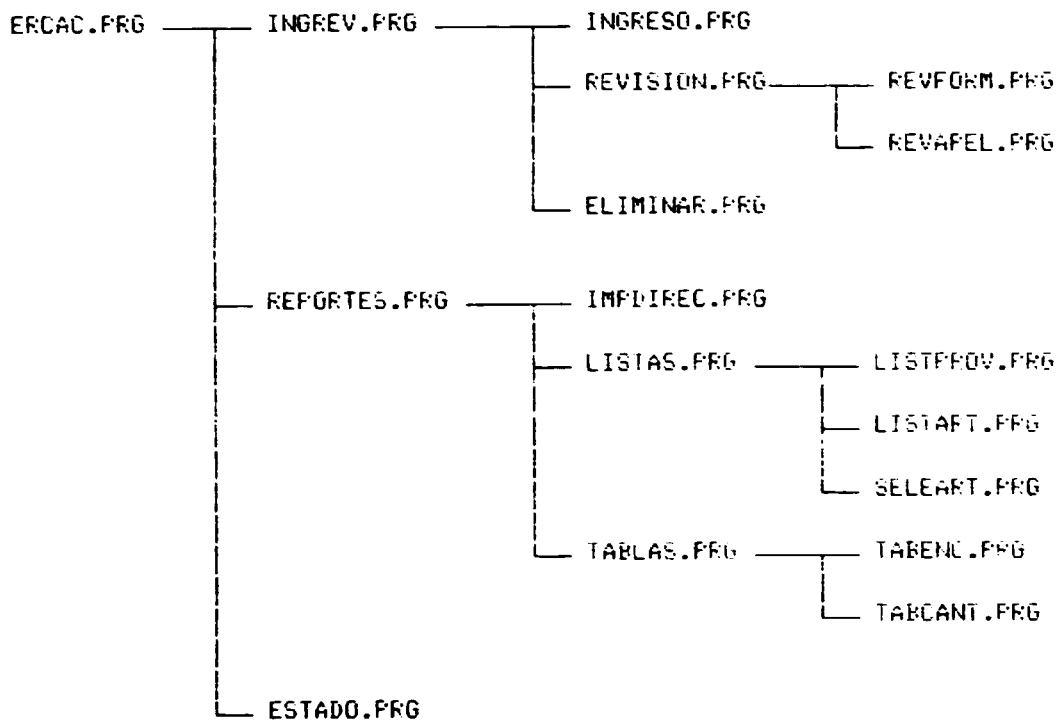 ERCAC.PRG INGREV.PRG INGRESO.PRG
REVISION.PRG REVFORM.PRG
REVAPEL.PRG
ELIMINAR.PRG
REPORTES.PRG IMPDIREC.PRG
LISTAS.PRG LISTPROV.PRG
LISTART.PRG
SELEART.PRG
TABLAS.PRG TABENC.PRG
TABCANT.PRG
ESTADO.PRG